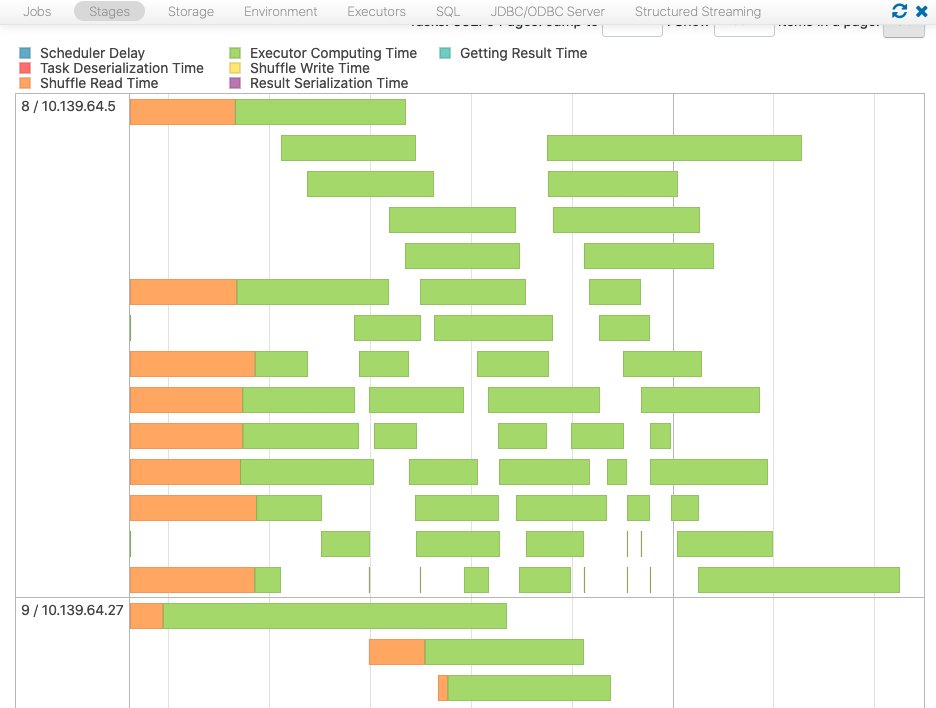 Jobs Stages Storage Environment Executors SQL JDBC/ODBC Server Structured Streaming
Scheduler Delay Executor Computing Time Getting Result Time
Task Deserialization Time Shuffle Write Time
Shuffle Read Time Result Serialization Time
8 / 10.139.64.5
9 / 10.139.64.27